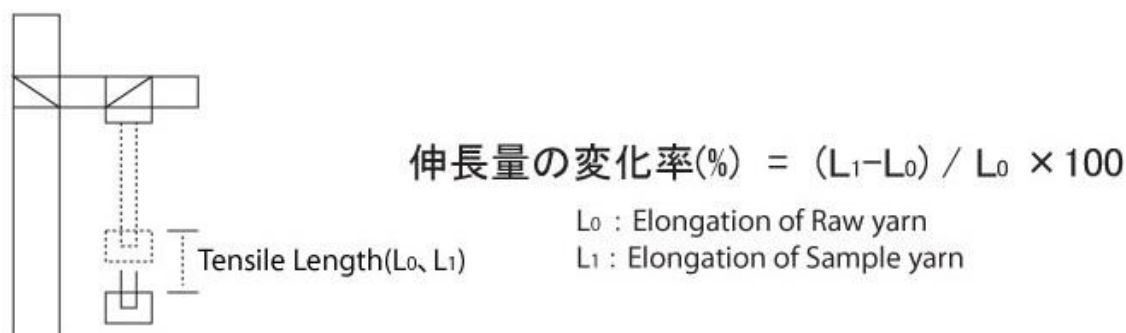 伸長量の変化率(%) = (L₁-L₀) / L₀ × 100
L₀ : Elongation of Raw yarn
L₁ : Elongation of Sample yarn
Tensile Length(L₀、L₁)